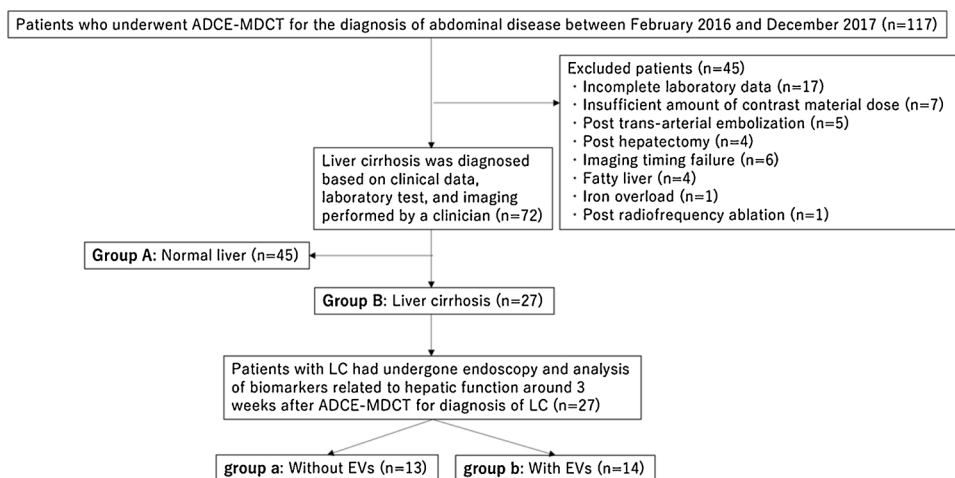 Patients who underwent ADCE-MDCT for the diagnosis of abdominal disease between February 2016 and December 2017 (n=117)
Excluded patients (n=45)
・Incomplete laboratory data (n=17)
・Insufficient amount of contrast material dose (n=7)
・Post trans-arterial embolization (n=5)
・Post hepatectomy (n=4)
・Imaging timing failure (n=6)
・Fatty liver (n=4)
・Iron overload (n=1)
・Post radiofrequency ablation (n=1)
Liver cirrhosis was diagnosed
based on clinical data,
laboratory test, and imaging
performed by a clinician (n=72)
Group A: Normal liver (n=45)
Group B: Liver cirrhosis (n=27)
Patients with LC had undergone endoscopy and analysis
of biomarkers related to hepatic function around 3
weeks after ADCE-MDCT for diagnosis of LC (n=27)
group a: Without EVs (n=13)
group b: With EVs (n=14)